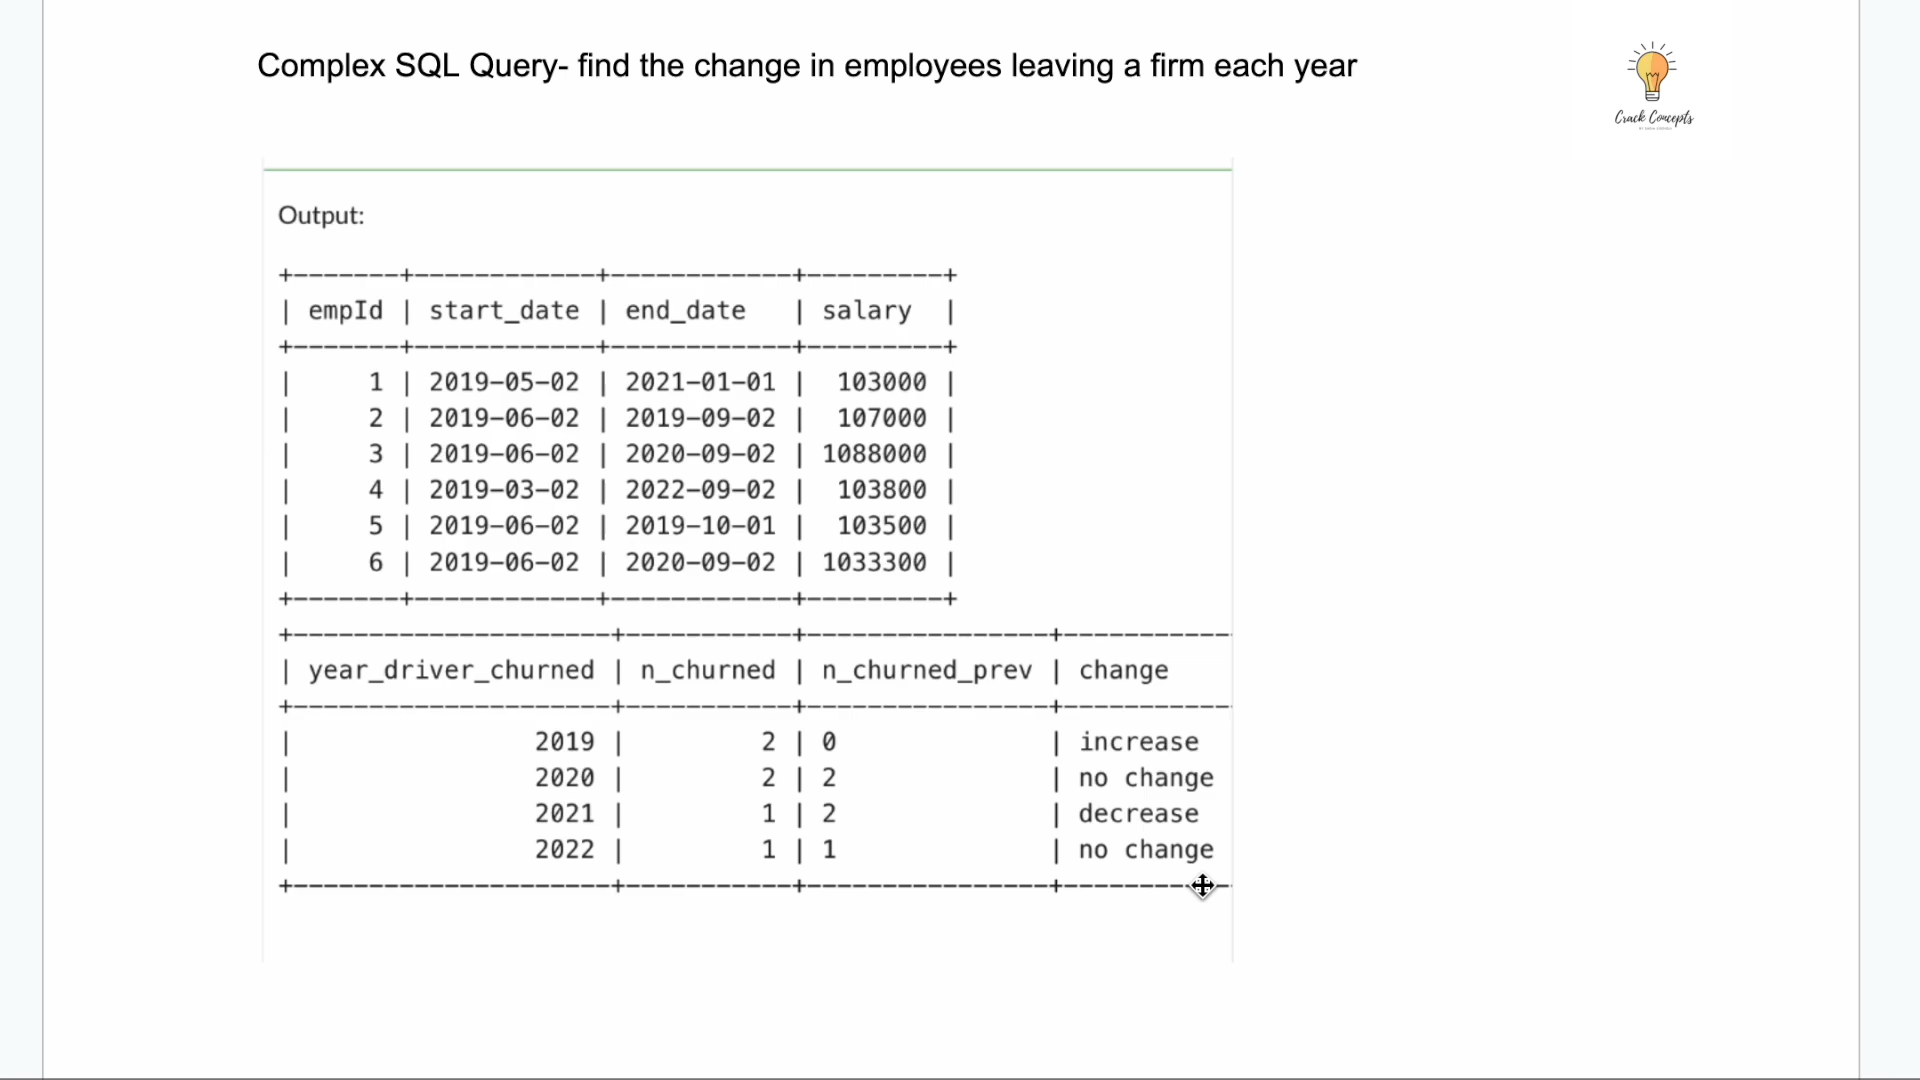 Complex SQL Query- find the change in employees leaving a firm each year
Crack Concepts
Output:
+-------+------------+------------+---------+
| empId | start_date | end_date   | salary  |
+-------+------------+------------+---------+
|     1 | 2019-05-02 | 2021-01-01 |  103000 |
|     2 | 2019-06-02 | 2019-09-02 |  107000 |
|     3 | 2019-06-02 | 2020-09-02 | 1088000 |
|     4 | 2019-03-02 | 2022-09-02 |  103800 |
|     5 | 2019-06-02 | 2019-10-01 |  103500 |
|     6 | 2019-06-02 | 2020-09-02 | 1033300 |
+-------+------------+------------+---------+
+---------------------+-----------+----------------+-----------
| year_driver_churned | n_churned | n_churned_prev | change
+---------------------+-----------+----------------+-----------
|                2019 |         2 | 0              | increase
|                2020 |         2 | 2              | no change
|                2021 |         1 | 2              | decrease
|                2022 |         1 | 1              | no change
+---------------------+-----------+----------------+-----------